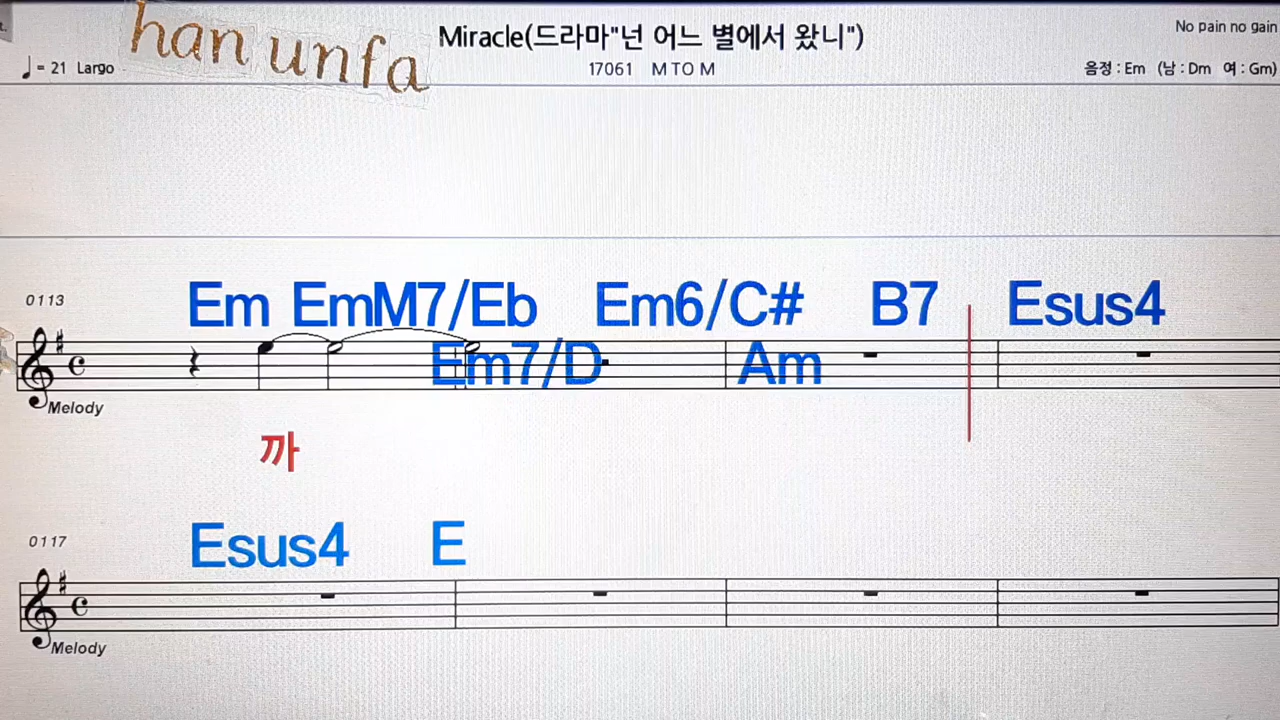 han unfa
Miracle(드라마"넌 어느 별에서 왔니")
No pain no gain
♩ = 21 Largo
17061 M TO M
음정 : Em (남 : Dm 여 : Gm)
0113
Em EmM7/Eb Em6/C# B7 Esus4
Em7/D Am
Melody
까
0117
Esus4 E
Melody